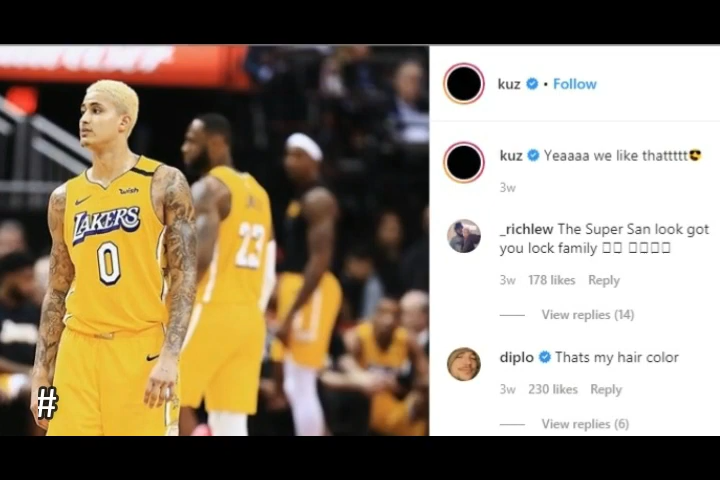 kuz • Follow
kuz Yeaaaa we like thattttt😎
3w
_richlew The Super San look got
you lock family
3w 178 likes Reply
View replies (14)
diplo Thats my hair color
3w 230 likes Reply
View replies (6)
wish
LAKERS
0
23
#